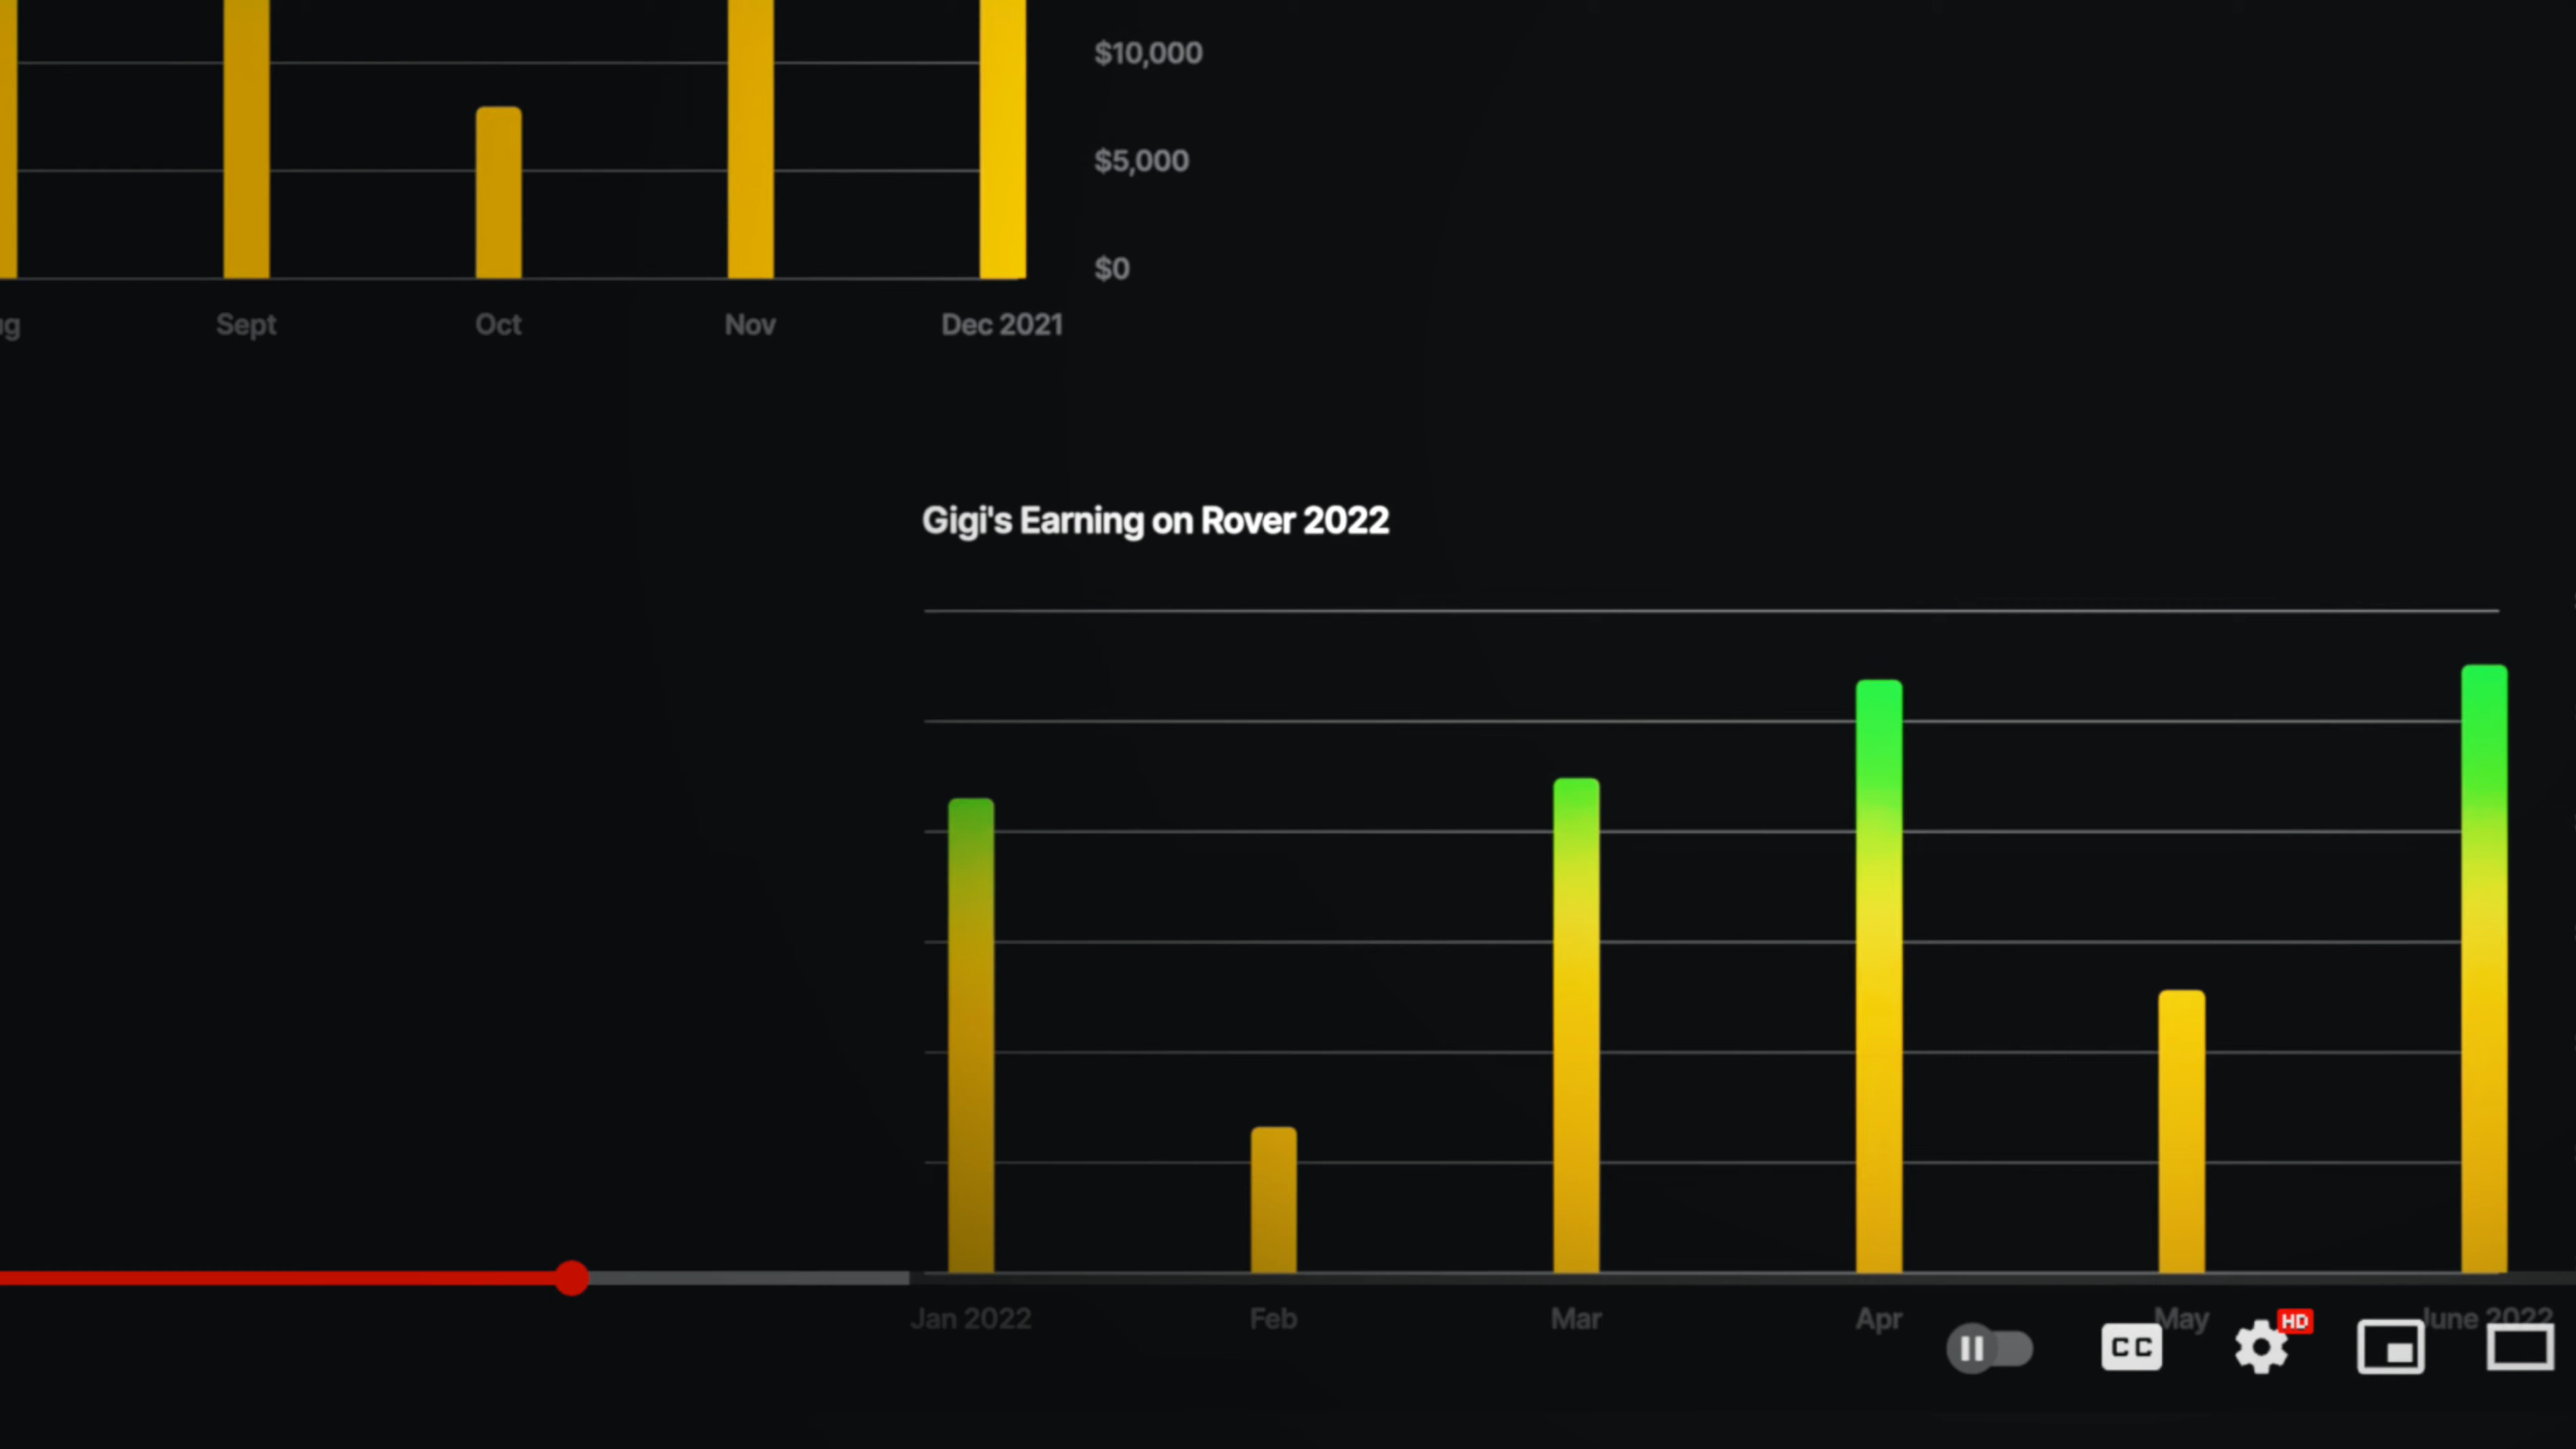 $10,000
$5,000
$0
Sept Oct Nov Dec 2021
Gigi's Earning on Rover 2022
Jan 2022 Feb Mar Apr May June 2022
HD
CC